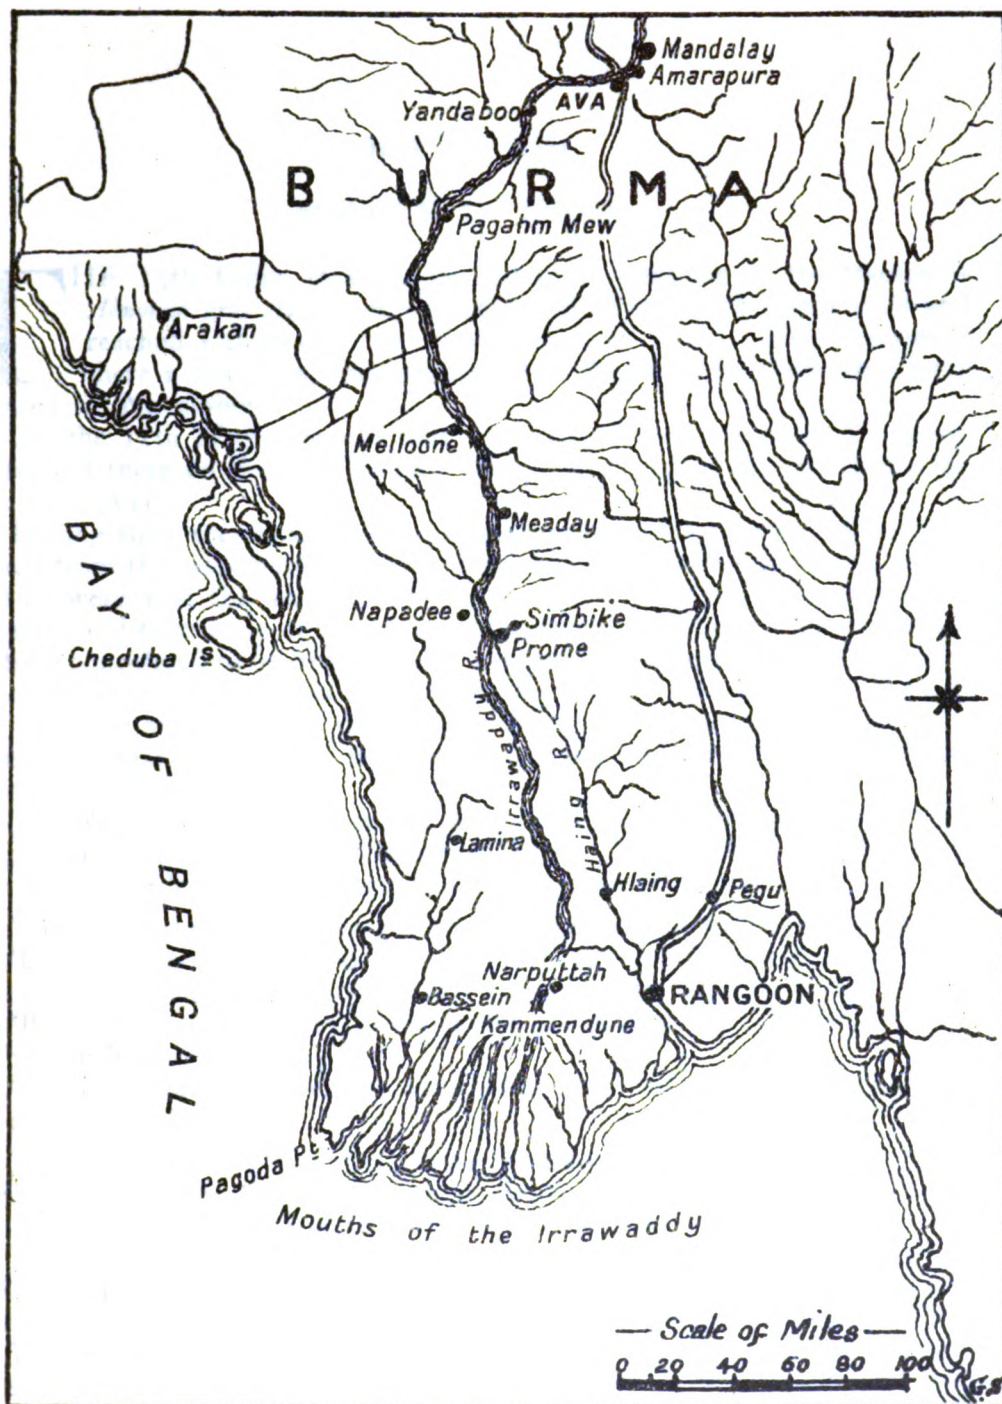 Mandalay
Amarapura
AVA
Yandaboo
BURMA
Pagahm Mew
Arakan
Melloone
Meaday
Napadee
Simbike
Prome
Cheduba Is
BAY OF BENGAL
Irrawaddy R.
Haing R.
Lamina
Hlaing
Pegu
Narputtah
Bassein
RANGOON
Kammendyne
Pagoda Pt
Mouths of the Irrawaddy
Scale of Miles
0 20 40 60 80 100
G.S